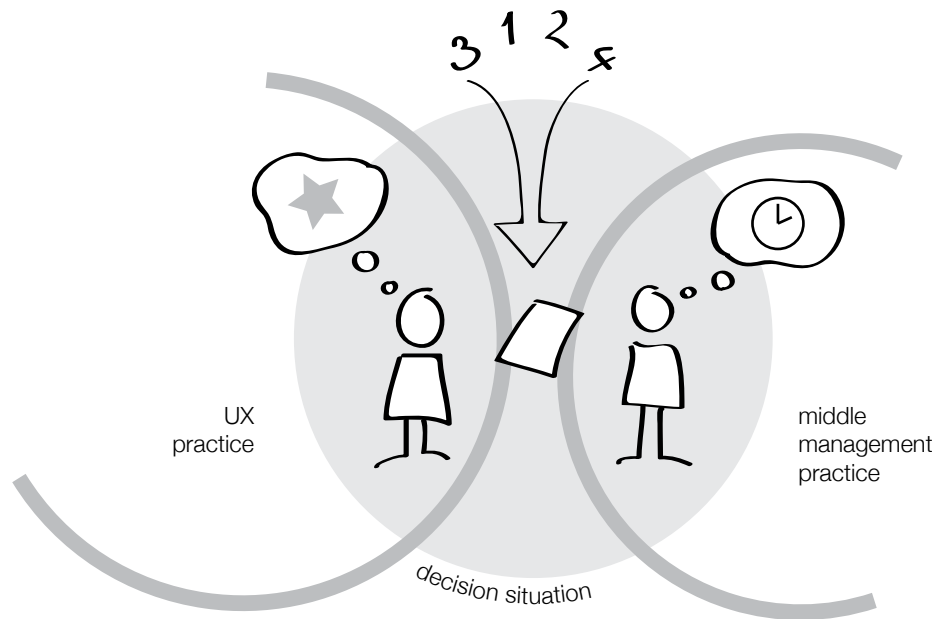 3 1 2 4
UX
practice
middle
management
practice
decision situation